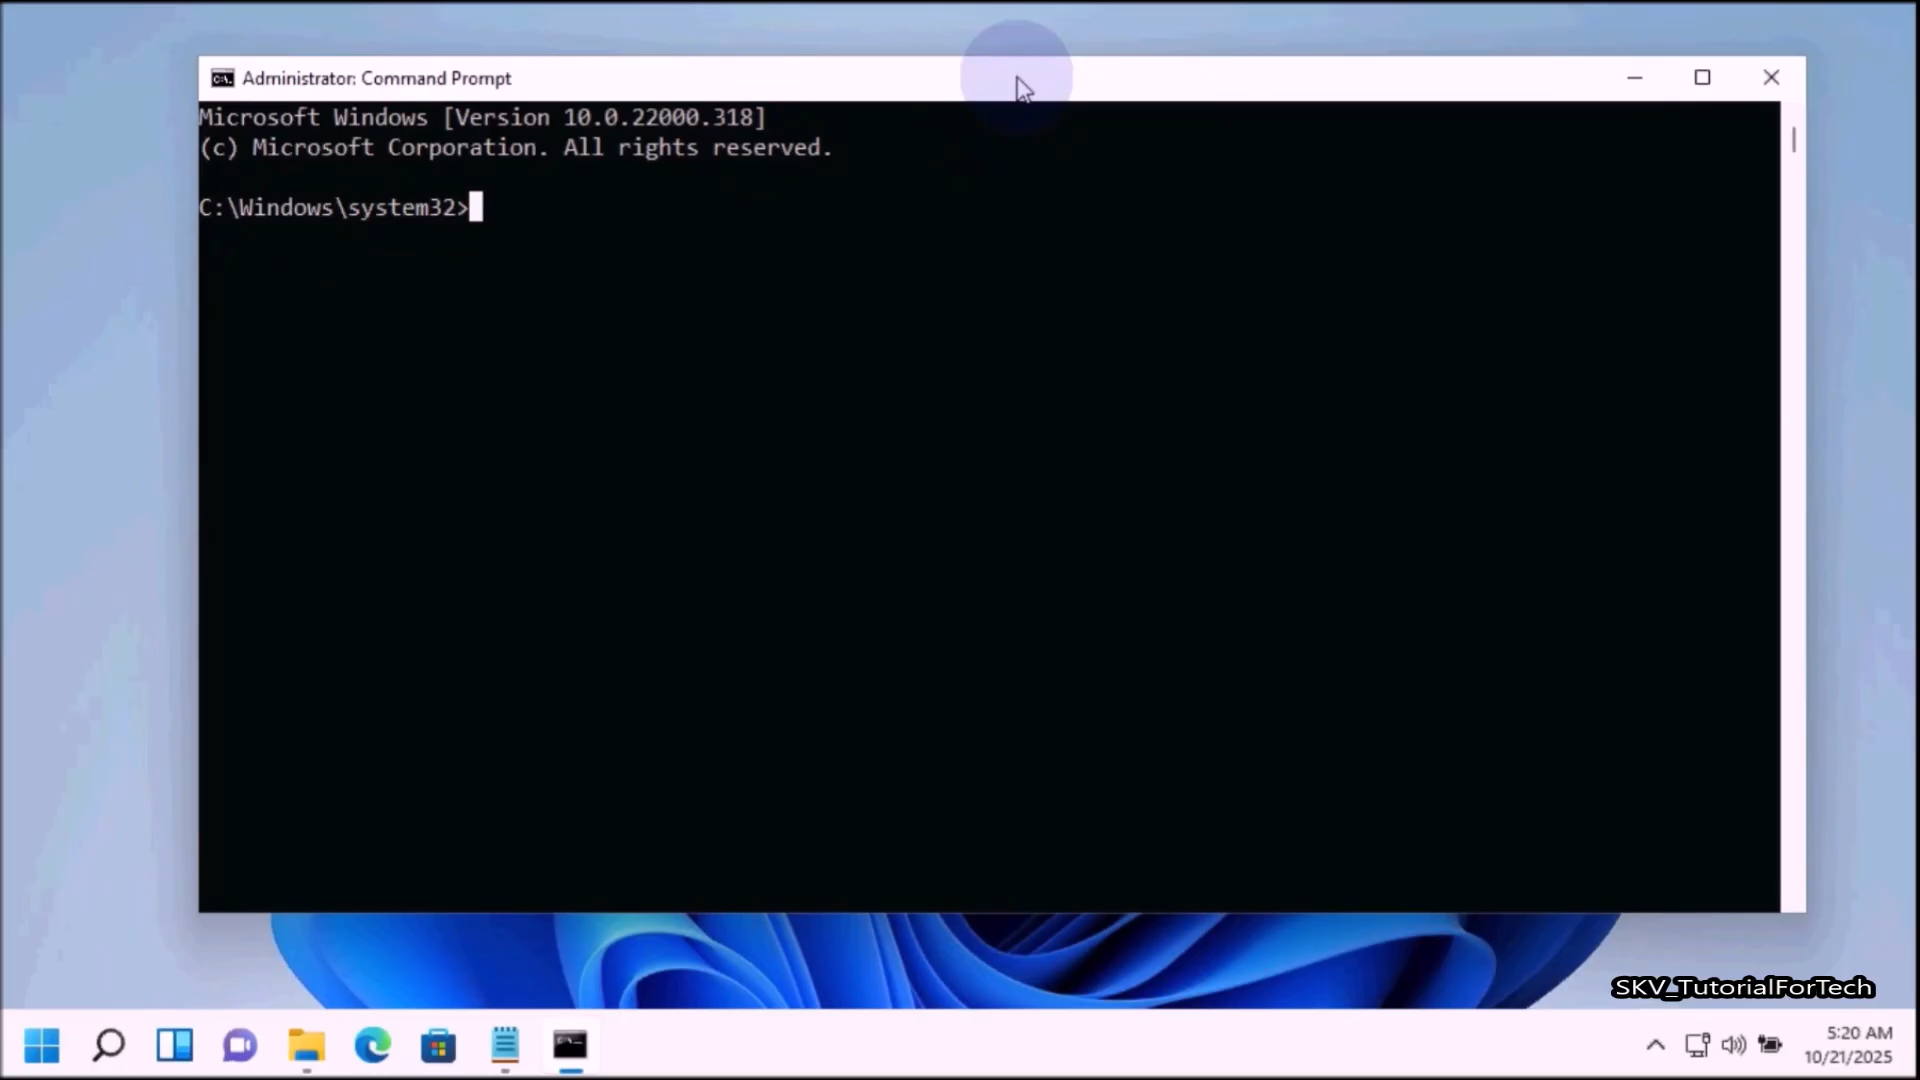 Administrator: Command Prompt
Microsoft Windows [Version 10.0.22000.318]
(c) Microsoft Corporation. All rights reserved.
C:\Windows\system32>
SKV_TutorialForTech
5:20 AM
10/21/2025